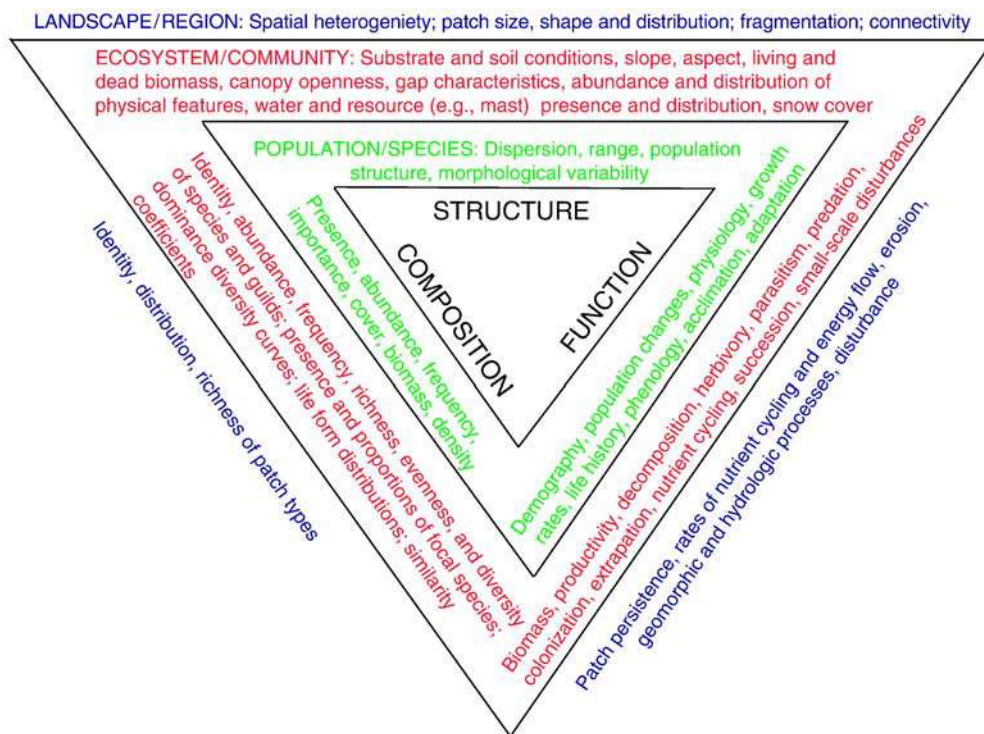 LANDSCAPE/REGION: Spatial heterogeniety; patch size, shape and distribution; fragmentation; connectivity
ECOSYSTEM/COMMUNITY: Substrate and soil conditions, slope, aspect, living and
dead biomass, canopy openness, gap characteristics, abundance and distribution of
physical features, water and resource (e.g., mast) presence and distribution, snow cover
POPULATION/SPECIES: Dispersion, range, population
structure, morphological variability
STRUCTURE
COMPOSITION
FUNCTION
Presence, abundance, frequency,
importance, cover, biomass, density
Demography, population changes, physiology, growth
rates, life history, phenology, acclimation, adaptation
Identity, abundance, frequency, richness, evenness, and diversity
of species and guilds; presence and proportions of focal species;
dominance diversity curves; life form distributions; similarity
coefficients
Biomass, productivity, decomposition, herbivory, parasitism, predation,
colonization, extrapation, nutrient cycling, succession, small-scale disturbances
Identity, distribution, richness of patch types
Patch persistence, rates of nutrient cycling and energy flow, erosion,
geomorphic and hydrologic processes, disturbance